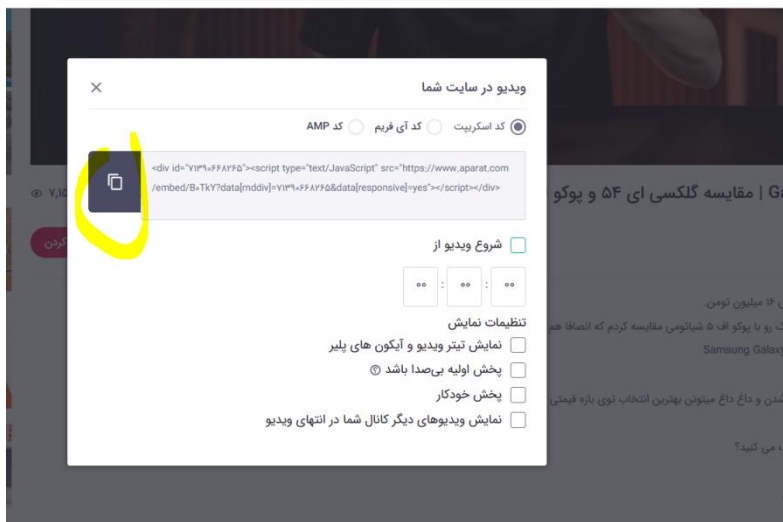 ویدیو در سایت شما
کد اسکریپت کد آی فریم کد AMP
<div id="۷۱۳۹۰۶۶۸۲۶۵"><script type="text/JavaScript" src="https://www.aparat.com
/embed/B۰TkY?data[rnddiv]=۷۱۳۹۰۶۶۸۲۶۵&data[responsive]=yes"></script></div>
شروع ویدیو از
۰۰ : ۰۰ : ۰۰
تنظیمات نمایش
نمایش تیتر ویدیو و آیکون های پلیر
پخش اولیه بی‌صدا باشد
پخش خودکار
نمایش ویدیوهای دیگر کانال شما در انتهای ویدیو
| مقایسه گلکسی ای ۵۴ و پوکو
۷,۱۵
کردن
۱۶ میلیون تومن.
رو با پوکو اف ۵ شیائومی مقایسه کردم که انصافا هم
Samsung Galaxy
شدن و داغ داغ میتونن بهترین انتخاب توی بازه قیمتی
می کنید؟